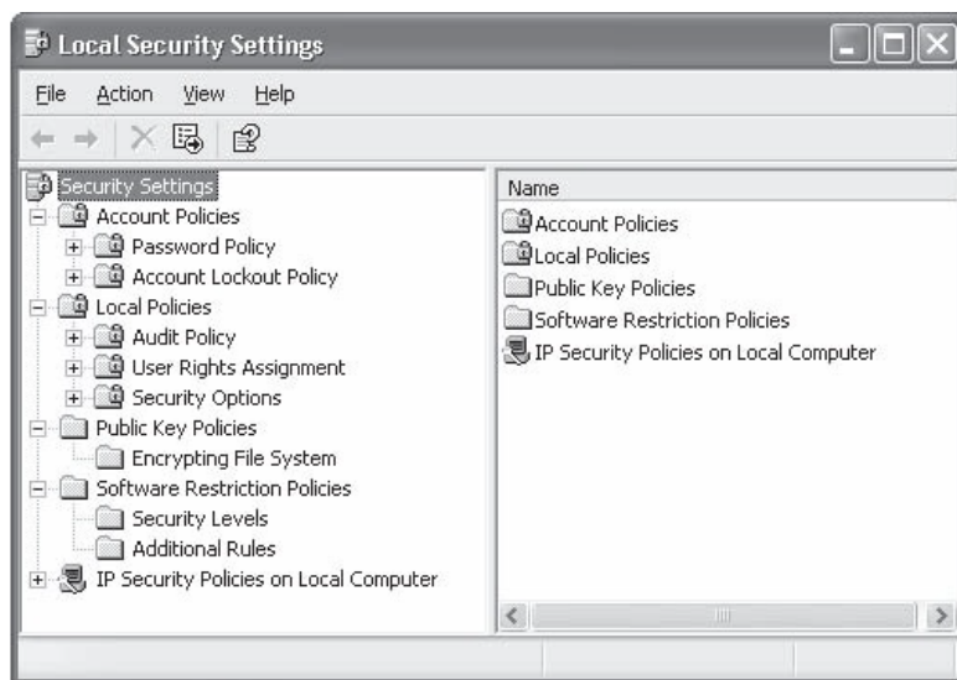 Local Security Settings
File Action View Help
Security Settings
Account Policies
Password Policy
Account Lockout Policy
Local Policies
Audit Policy
User Rights Assignment
Security Options
Public Key Policies
Encrypting File System
Software Restriction Policies
Security Levels
Additional Rules
IP Security Policies on Local Computer
Name
Account Policies
Local Policies
Public Key Policies
Software Restriction Policies
IP Security Policies on Local Computer